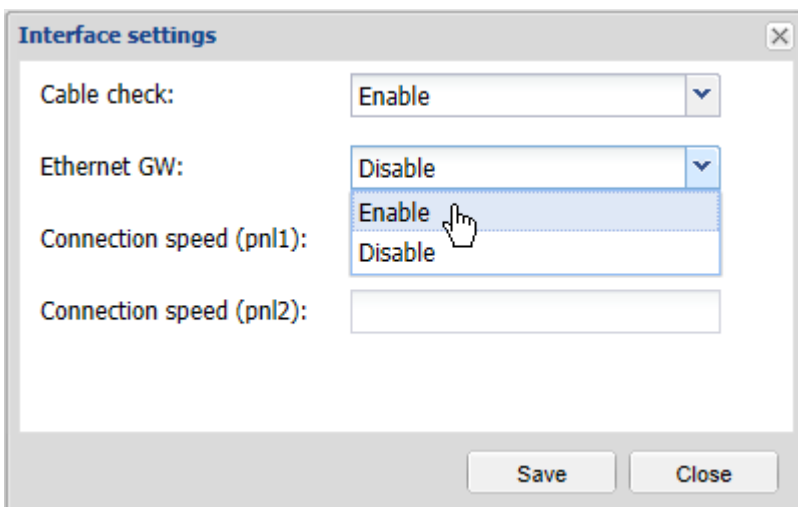 Interface settings
Cable check: Enable
Ethernet GW: Disable
Enable
Connection speed (pnl1):
Disable
Connection speed (pnl2):
Save Close